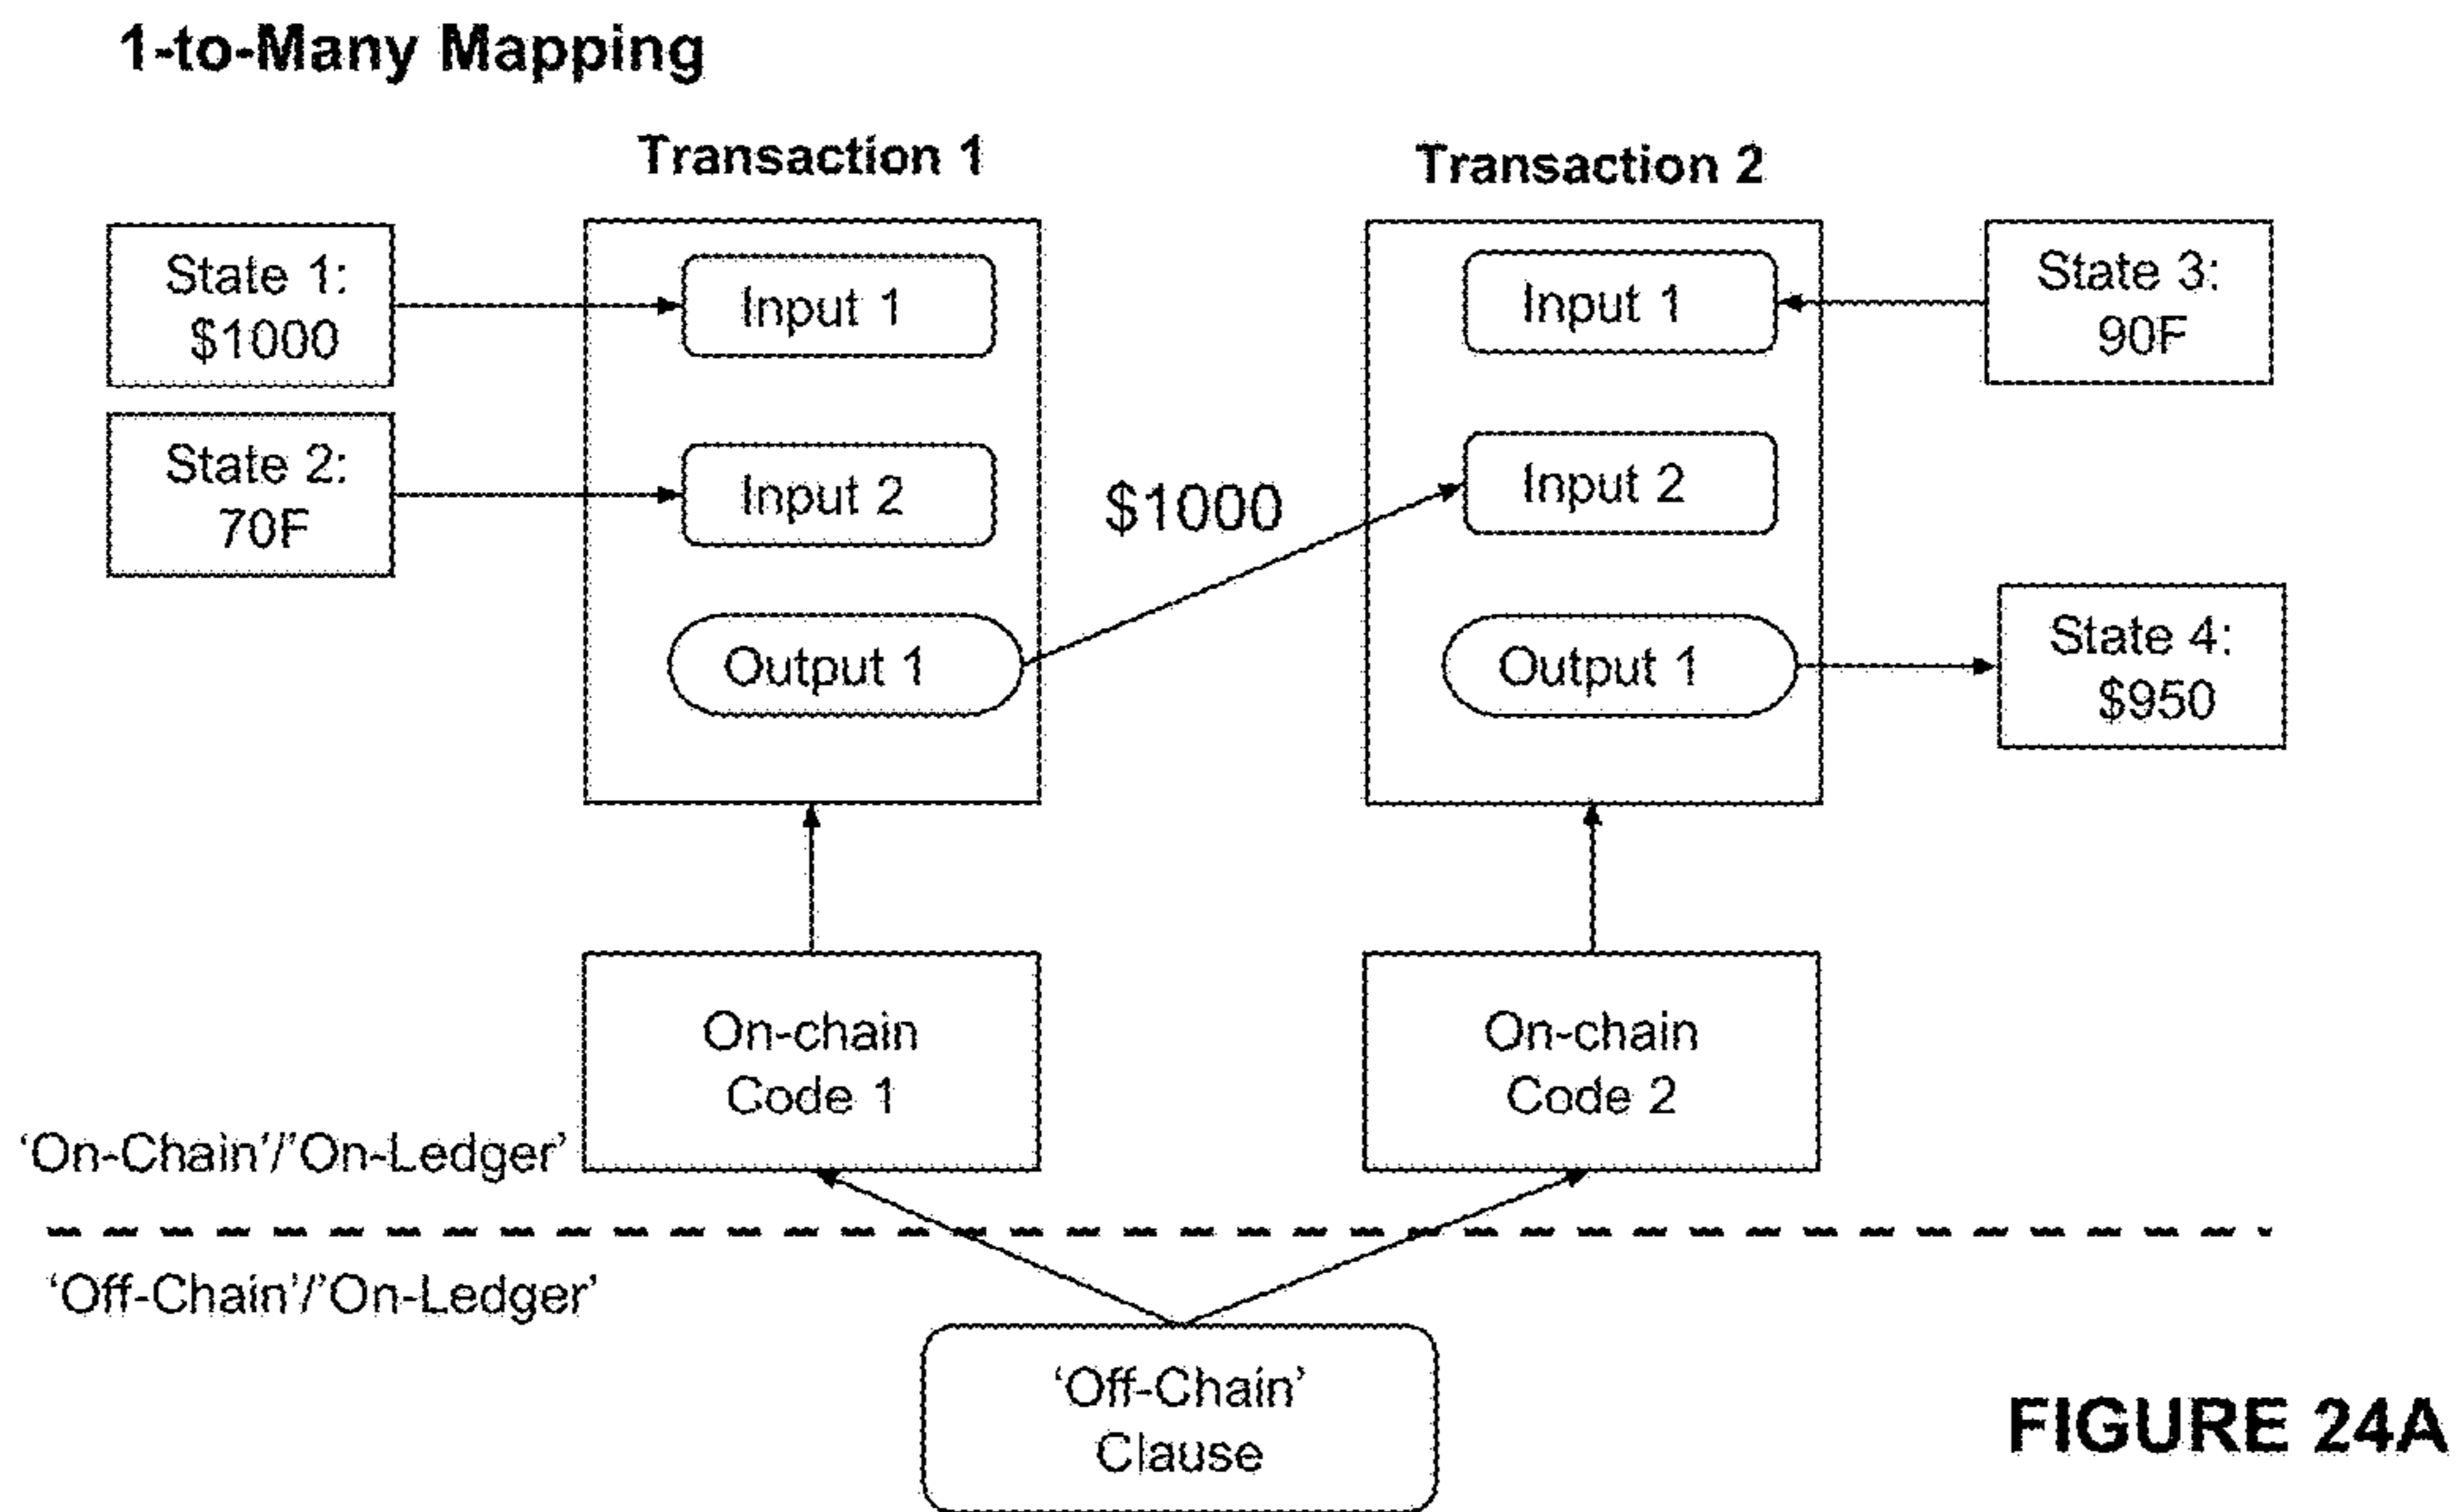 1-to-Many Mapping
Transaction 1
Transaction 2
State 1:
$1000
Input 1
Input 1
State 3:
90F
State 2:
70F
Input 2
$1000
Input 2
Output 1
Output 1
State 4:
$950
On-chain
Code 1
On-chain
Code 2
‘On-Chain’/’On-Ledger’
‘Off-Chain’/’On-Ledger’
‘Off-Chain’
Clause
FIGURE 24A